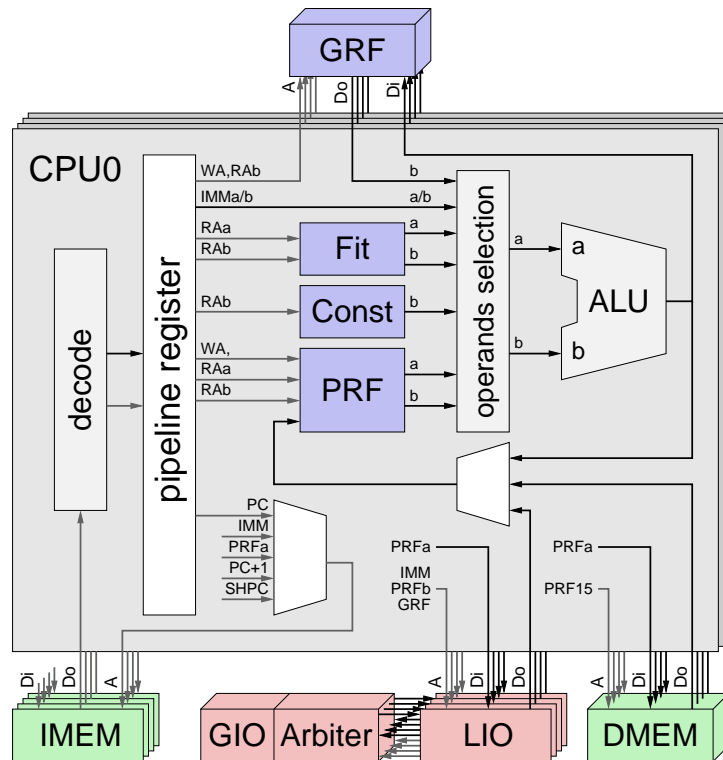 GRF
A
Do
Di
CPU0
WA,RAb
b
IMMa/b
a/b
RAa
a
RAb
b
Fit
RAb
b
Const
WA,
RAa
a
RAb
b
PRF
decode
pipeline register
operands selection
a
a
ALU
b
b
PC
IMM
PRFa
PC+1
SHPC
PRFa
IMM
PRFb
GRF
PRFa
PRF15
Di
Do
A
A
Di
Do
A
Di
Do
IMEM
GIO
Arbiter
LIO
DMEM